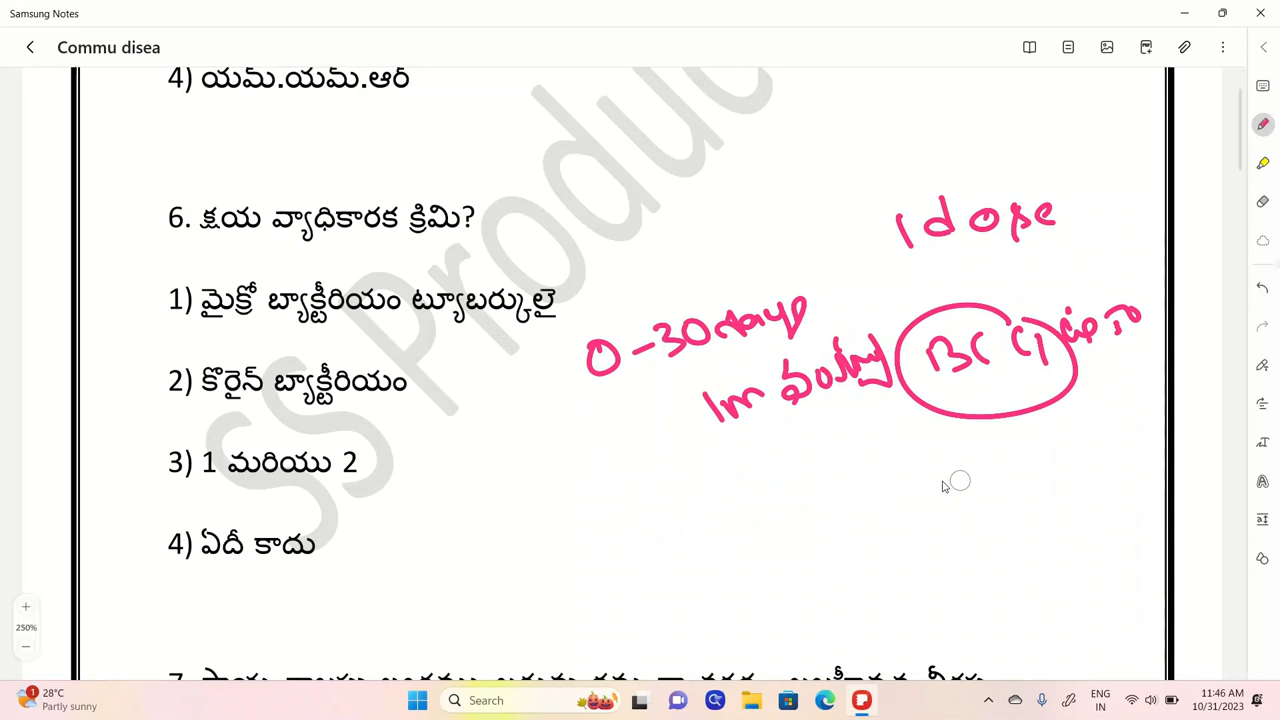 Samsung Notes
Commu disea
4) యమ్.యమ్.ఆర్
SS Produc
6. క్షయ వ్యాధికారక క్రిమి?
1 dose
1) మైక్రో బ్యాక్టీరియం ట్యూబర్కులై
0-30 days
BCG
2) కొరైన్ బ్యాక్టీరియం
3) 1 మరియు 2
4) ఏదీ కాదు
250%
28°C
Partly sunny
Search
ENG
IN
11:46 AM
10/31/2023